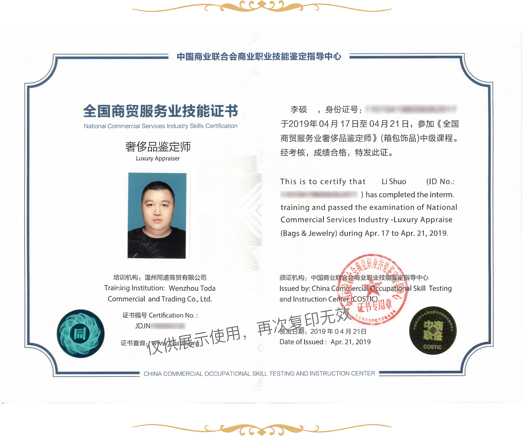 中国商业联合会商业职业技能鉴定指导中心
全国商贸服务业技能证书
National Commercial Services Industry Skills Certification
奢侈品鉴定师
Luxury Appraiser
培训机构：温州同道商贸有限公司
Training Institution: Wenzhou Toda
Commercial and Trading Co., Ltd.
证书编号 Certification No.:
JDJN
证书查询
李硕 ，身份证号：
于2019年04月17日至04月21日，参加《全国
商贸服务业奢侈品鉴定师》(箱包饰品)中级课程。
经考核，成绩合格，特发此证。
This is to certify that Li Shuo (ID No.:
) has completed the interm.
training and passed the examination of National
Commercial Services Industry -Luxury Appraise
(Bags & Jewelry) during Apr. 17 to Apr. 21, 2019.
颁证机构：中国商业联合会商业职业技能鉴定指导中心
Issued by: China Commercial Occupational Skill Testing
and Instruction Center (COSTIC)
证书专用章
签发日期：2019年04月21日
Date of Issued: Apr. 21, 2019
仅供展示使用，再次复印无效
中商
职鉴
COSTIC
CHINA COMMERCIAL OCCUPATIONAL SKILL TESTING AND INSTRUCTION CENTER